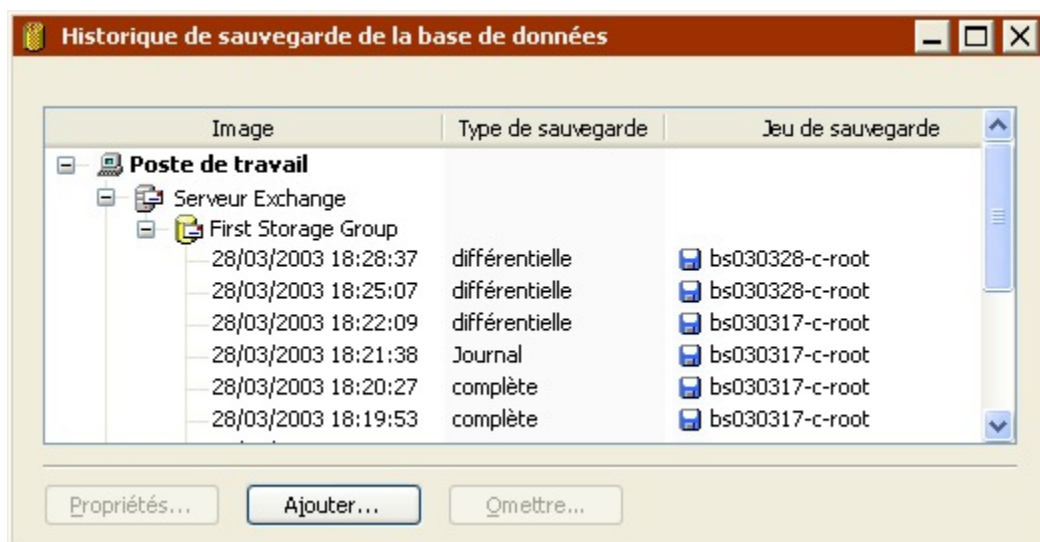 Historique de sauvegarde de la base de données
Image Type de sauvegarde Jeu de sauvegarde
Poste de travail
Serveur Exchange
First Storage Group
28/03/2003 18:28:37 différentielle bs030328-c-root
28/03/2003 18:25:07 différentielle bs030328-c-root
28/03/2003 18:22:09 différentielle bs030317-c-root
28/03/2003 18:21:38 Journal bs030317-c-root
28/03/2003 18:20:27 complète bs030317-c-root
28/03/2003 18:19:53 complète bs030317-c-root
Propriétés... Ajouter... Omettre...